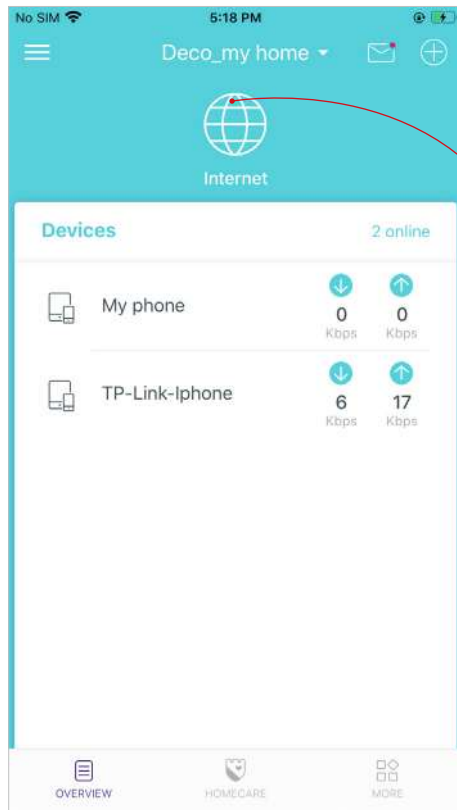 No SIM 5:18 PM
Deco_my home
Internet
Devices 2 online
My phone 0 Kbps 0 Kbps
TP-Link-Iphone 6 Kbps 17 Kbps
OVERVIEW HOMECARE MORE